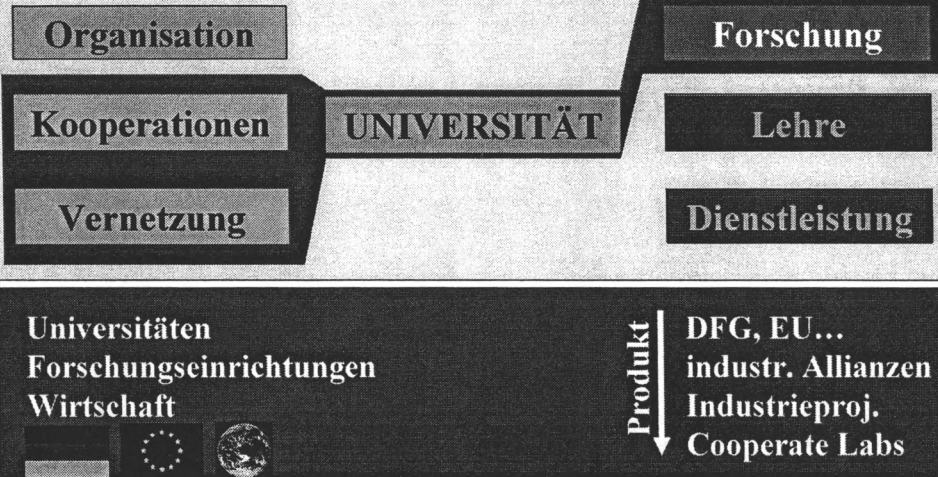 Organisation
Kooperationen
Vernetzung
UNIVERSITÄT
Forschung
Lehre
Dienstleistung
Universitäten
Forschungseinrichtungen
Wirtschaft
Produkt
DFG, EU...
industr. Allianzen
Industrieproj.
Cooperate Labs